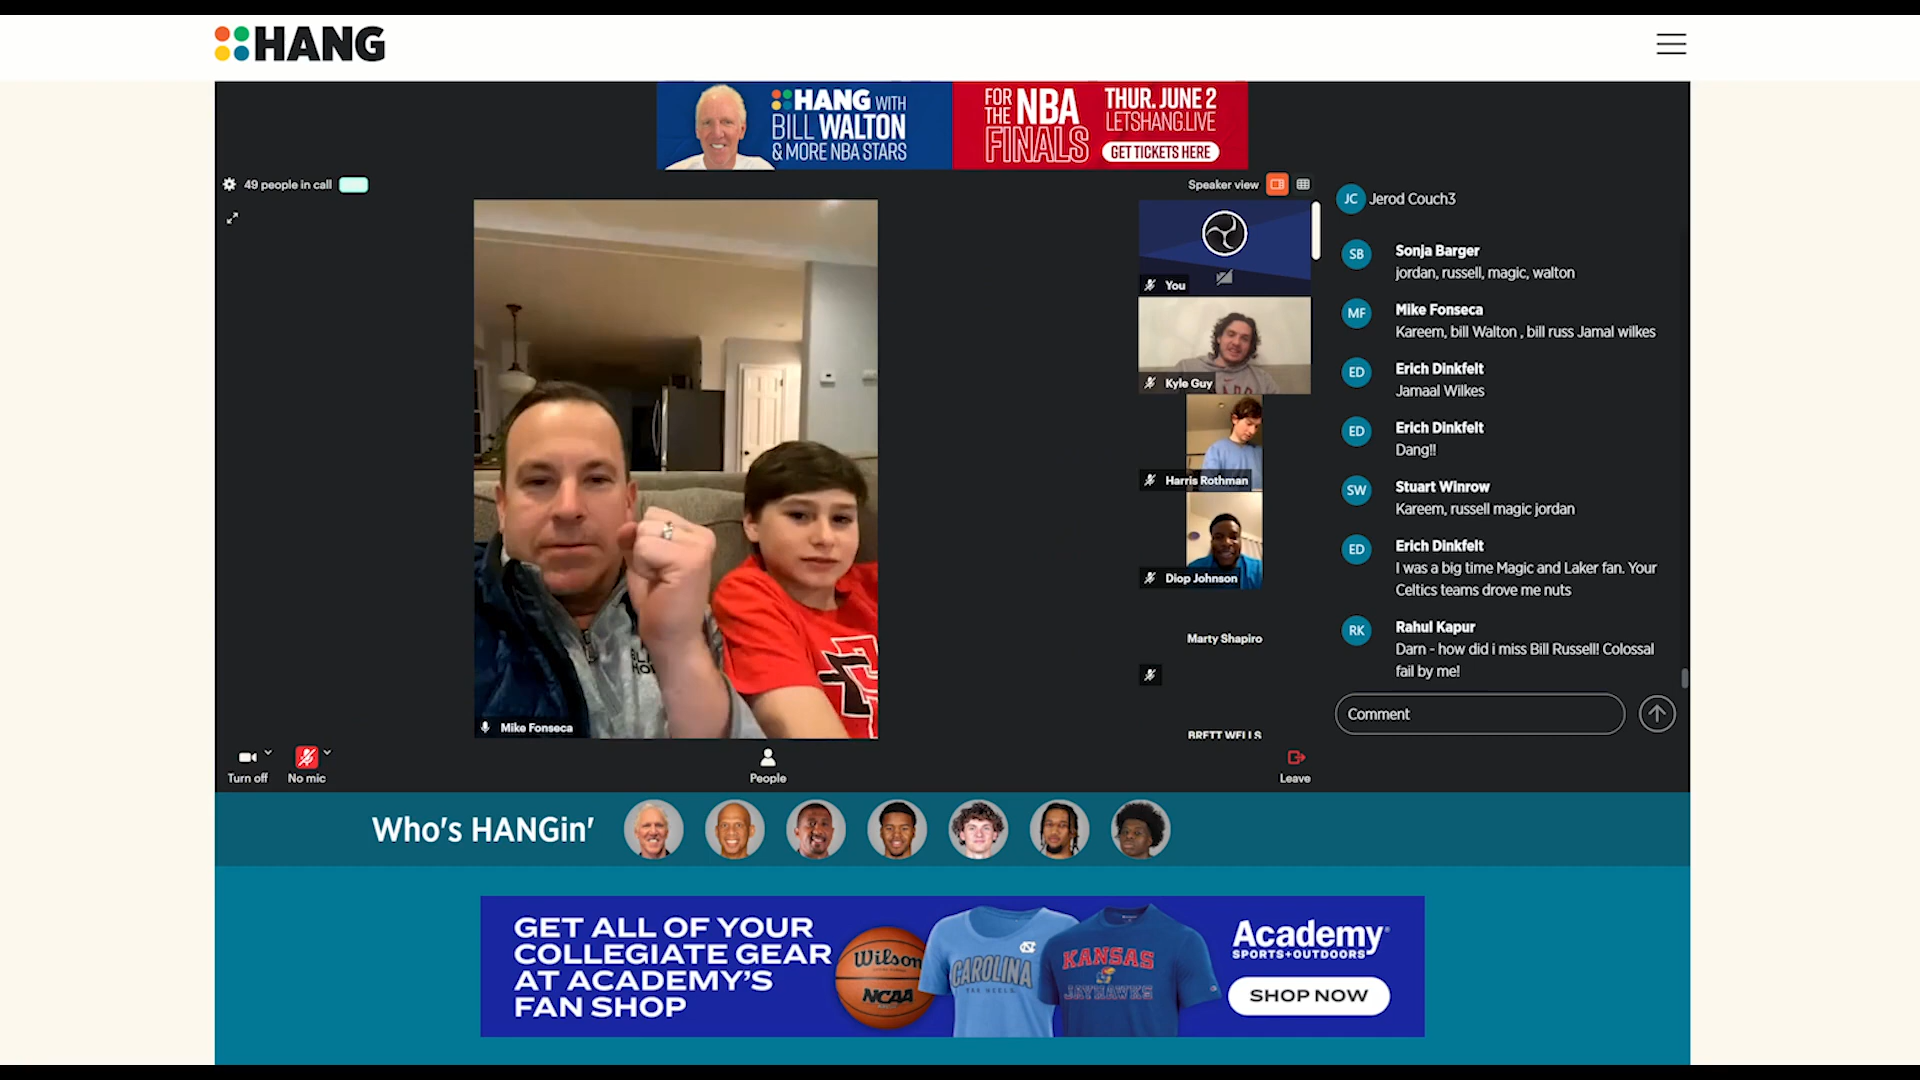 HANG
HANG WITH
BILL WALTON
& MORE NBA STARS
FOR THE NBA FINALS
THUR. JUNE 2
LETSHANG.LIVE
GET TICKETS HERE
49 people in call
Speaker view
You
Kyle Guy
Harris Rothman
Diop Johnson
Marty Shapiro
BRETT WELLS
Mike Fonseca
JC Jerod Couch3
SB Sonja Barger
jordan, russell, magic, walton
MF Mike Fonseca
Kareem, bill Walton , bill russ Jamal wilkes
ED Erich Dinkfelt
Jamaal Wilkes
ED Erich Dinkfelt
Dang!!
SW Stuart Winrow
Kareem, russell magic jordan
ED Erich Dinkfelt
I was a big time Magic and Laker fan. Your
Celtics teams drove me nuts
RK Rahul Kapur
Darn - how did i miss Bill Russell! Colossal
fail by me!
Comment
Turn off
No mic
People
Leave
Who's HANGin'
GET ALL OF YOUR
COLLEGIATE GEAR
AT ACADEMY'S
FAN SHOP
Wilson
NCAA
NC
CAROLINA
TAR HEELS
KANSAS
JAYHAWKS
Academy
SPORTS+OUTDOORS
SHOP NOW